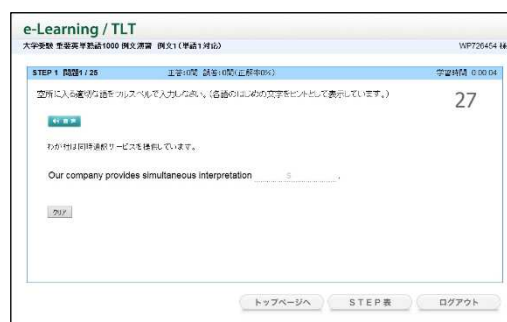 e-Learning / TLT
大学受験 重要英単熟語1000 例文演習 例文1(単語1対応)
WP726454 様
STEP 1 問題1 / 26
正答:0問 誤答:0問(正解率0%)
学習時間 0:00:04
空所に入る適切な語をフルスペルで入力しなさい。(各語のはじめの文字をヒントとして表示しています。)
27
音声
わが社は同時通訳サービスを提供しています。
Our company provides simultaneous interpretation s .
クリア
トップページへ
STEP表
ログアウト